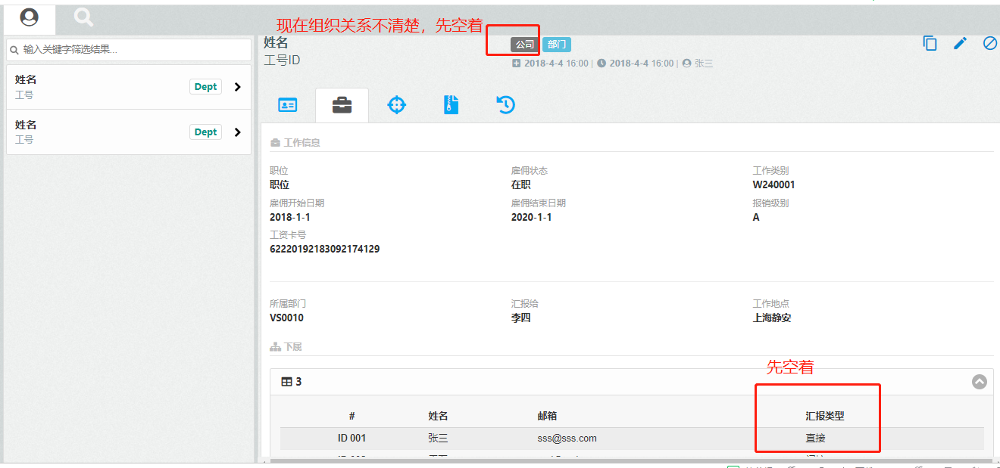 现在组织关系不清楚，先空着
输入关键字筛选结果...
姓名
工号
Dept
姓名
工号
Dept
姓名
工号ID
公司
部门
2018-4-4 16:00 | 2018-4-4 16:00 | 张三
工作信息
职位
职位
雇佣状态
在职
工作类别
W240001
雇佣开始日期
2018-1-1
雇佣结束日期
2020-1-1
报销级别
A
工资卡号
62220192183092174129
所属部门
VS0010
汇报给
李四
工作地点
上海静安
下属
先空着
3
# 姓名 邮箱 汇报类型
ID 001 张三 sss@sss.com 直接